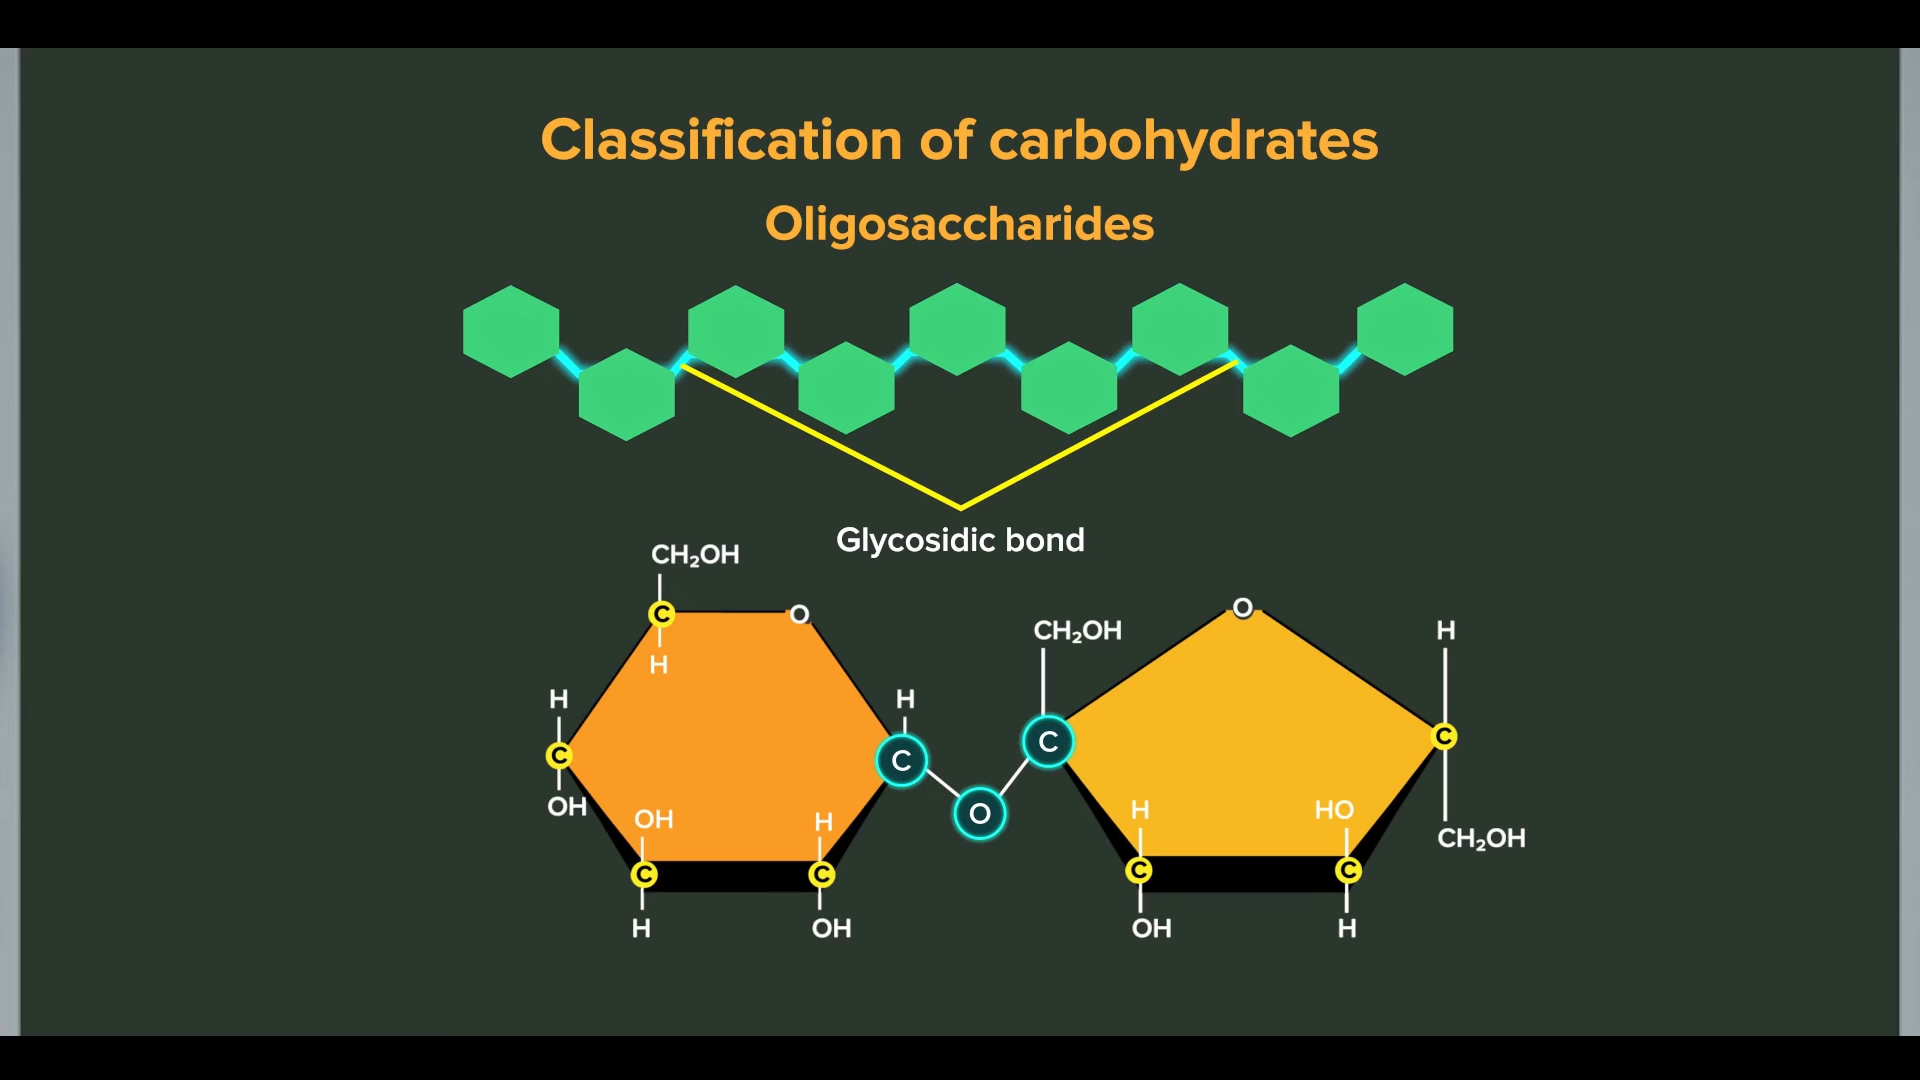 Classification of carbohydrates
Oligosaccharides
Glycosidic bond
CH₂OH
C
O
H
CH₂OH
O
H
H
H
C
C
C
C
O
OH
OH
H
H
HO
CH₂OH
C
C
C
C
H
OH
OH
H